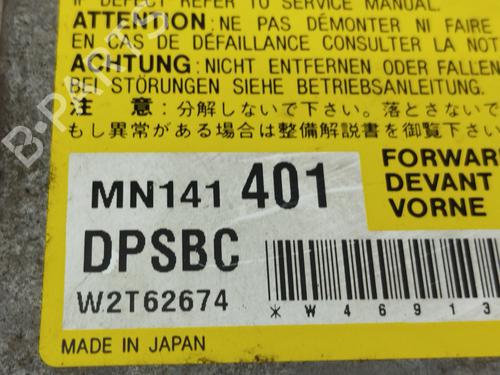 IF DEFECT REFER TO SERVICE MANUAL.
ATTENTION :NE PAS DÉMONTER NI FAIRE
EN CAS DE DÉFAILLANCE CONSULTER LA NOT
ACHTUNG: NICHT ENTFERNEN ODER FALLEN
BEI STÖRUNGEN SIEHE BETRIEBSANLEITUNG.
注 意 :分解しないで下さい。落とさないで
もし異常がある場合は整備解説書を御覧下さい
FORWAR
DEVANT
VORNE
MN141 401
DPSBC
W2T62674
*W46913
MADE IN JAPAN
B-PARTS